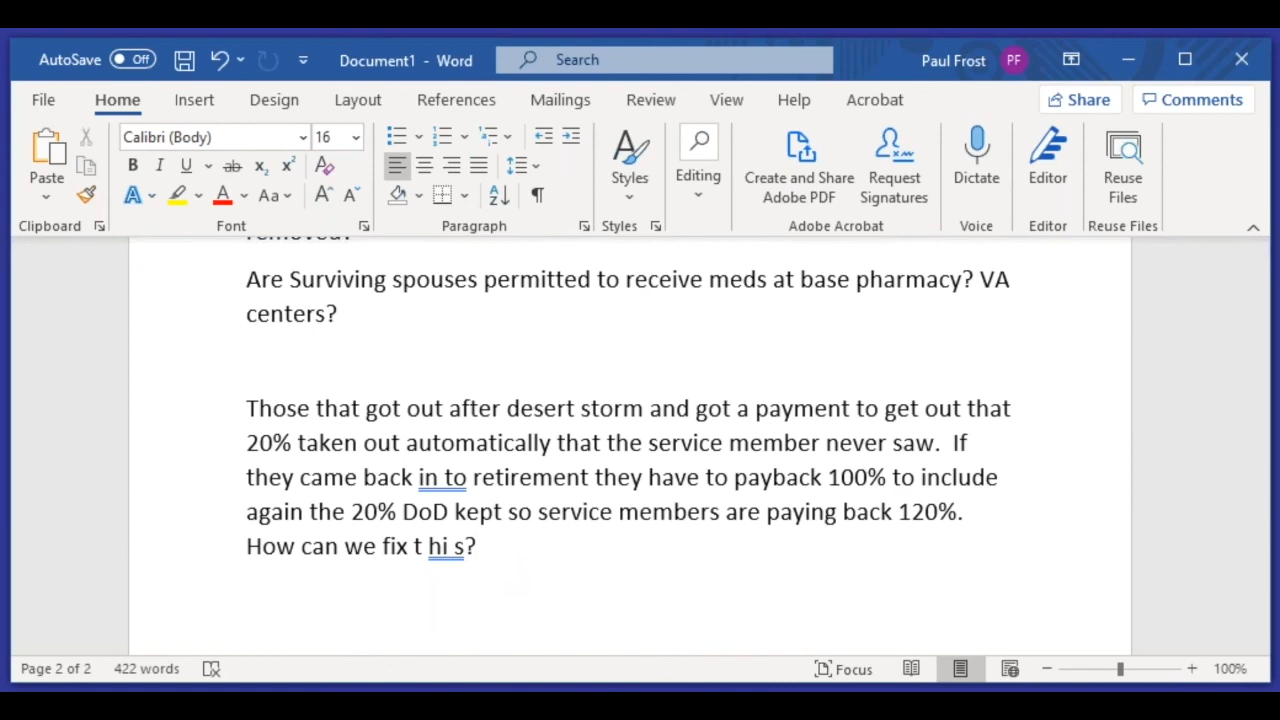 AutoSave Off Document1 - Word Search Paul Frost PF
File Home Insert Design Layout References Mailings Review View Help Acrobat Share Comments
Calibri (Body) 16
Paste Styles Editing Create and Share Adobe PDF Request Signatures Dictate Editor Reuse Files
Clipboard Font Paragraph Styles Adobe Acrobat Voice Editor Reuse Files
removed?
Are Surviving spouses permitted to receive meds at base pharmacy? VA
centers?
Those that got out after desert storm and got a payment to get out that
20% taken out automatically that the service member never saw.  If
they came back in to retirement they have to payback 100% to include
again the 20% DoD kept so service members are paying back 120%.
How can we fix t hi s?
Page 2 of 2 422 words Focus 100%